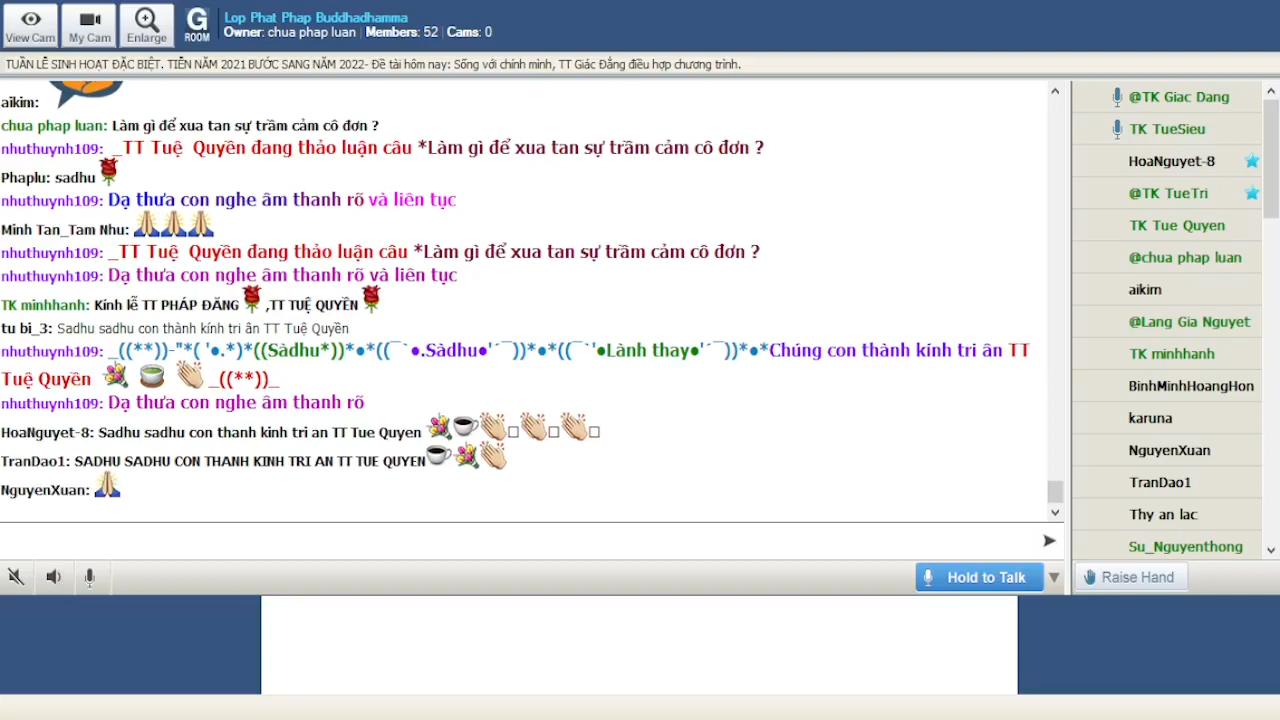 View Cam
My Cam
Enlarge
G
ROOM
Lop Phat Phap Buddhadhamma
Owner: chua phap luan | Members: 52 | Cams: 0
TUẦN LỄ SINH HOẠT ĐẶC BIỆT. TIỄN NĂM 2021 BƯỚC SANG NĂM 2022- Đề tài hôm nay: Sống với chính mình, TT Giác Đẳng điều hợp chương trình.
aikim:
chua phap luan: Làm gì để xua tan sự trầm cảm cô đơn ?
nhuthuynh109: _TT Tuệ Quyền đang thảo luận câu *Làm gì để xua tan sự trầm cảm cô đơn ?
Phaplu: sadhu
nhuthuynh109: Dạ thưa con nghe âm thanh rõ và liên tục
Minh Tan_Tam Nhu:
nhuthuynh109: _TT Tuệ Quyền đang thảo luận câu *Làm gì để xua tan sự trầm cảm cô đơn ?
nhuthuynh109: Dạ thưa con nghe âm thanh rõ và liên tục
TK minhhanh: Kính lễ TT PHÁP ĐĂNG ,TT TUỆ QUYỀN
tu bi_3: Sadhu sadhu con thành kính tri ân TT Tuệ Quyền
nhuthuynh109: _((**))-"*( '●.*)*((Sàdhu*))*●*((¯`●.Sàdhu●'´¯))*●*((¯`'●Lành thay●'´¯))*●*Chúng con thành kính tri ân TT
Tuệ Quyền _((**))_
nhuthuynh109: Dạ thưa con nghe âm thanh rõ
HoaNguyet-8: Sadhu sadhu con thanh kinh tri an TT Tue Quyen
TranDao1: SADHU SADHU CON THANH KINH TRI AN TT TUE QUYEN
NguyenXuan:
Hold to Talk
@TK Giac Dang
TK TueSieu
HoaNguyet-8
@TK TueTri
TK Tue Quyen
@chua phap luan
aikim
@Lang Gia Nguyet
TK minhhanh
BinhMinhHoangHon
karuna
NguyenXuan
TranDao1
Thy an lac
Su_Nguyenthong
Raise Hand